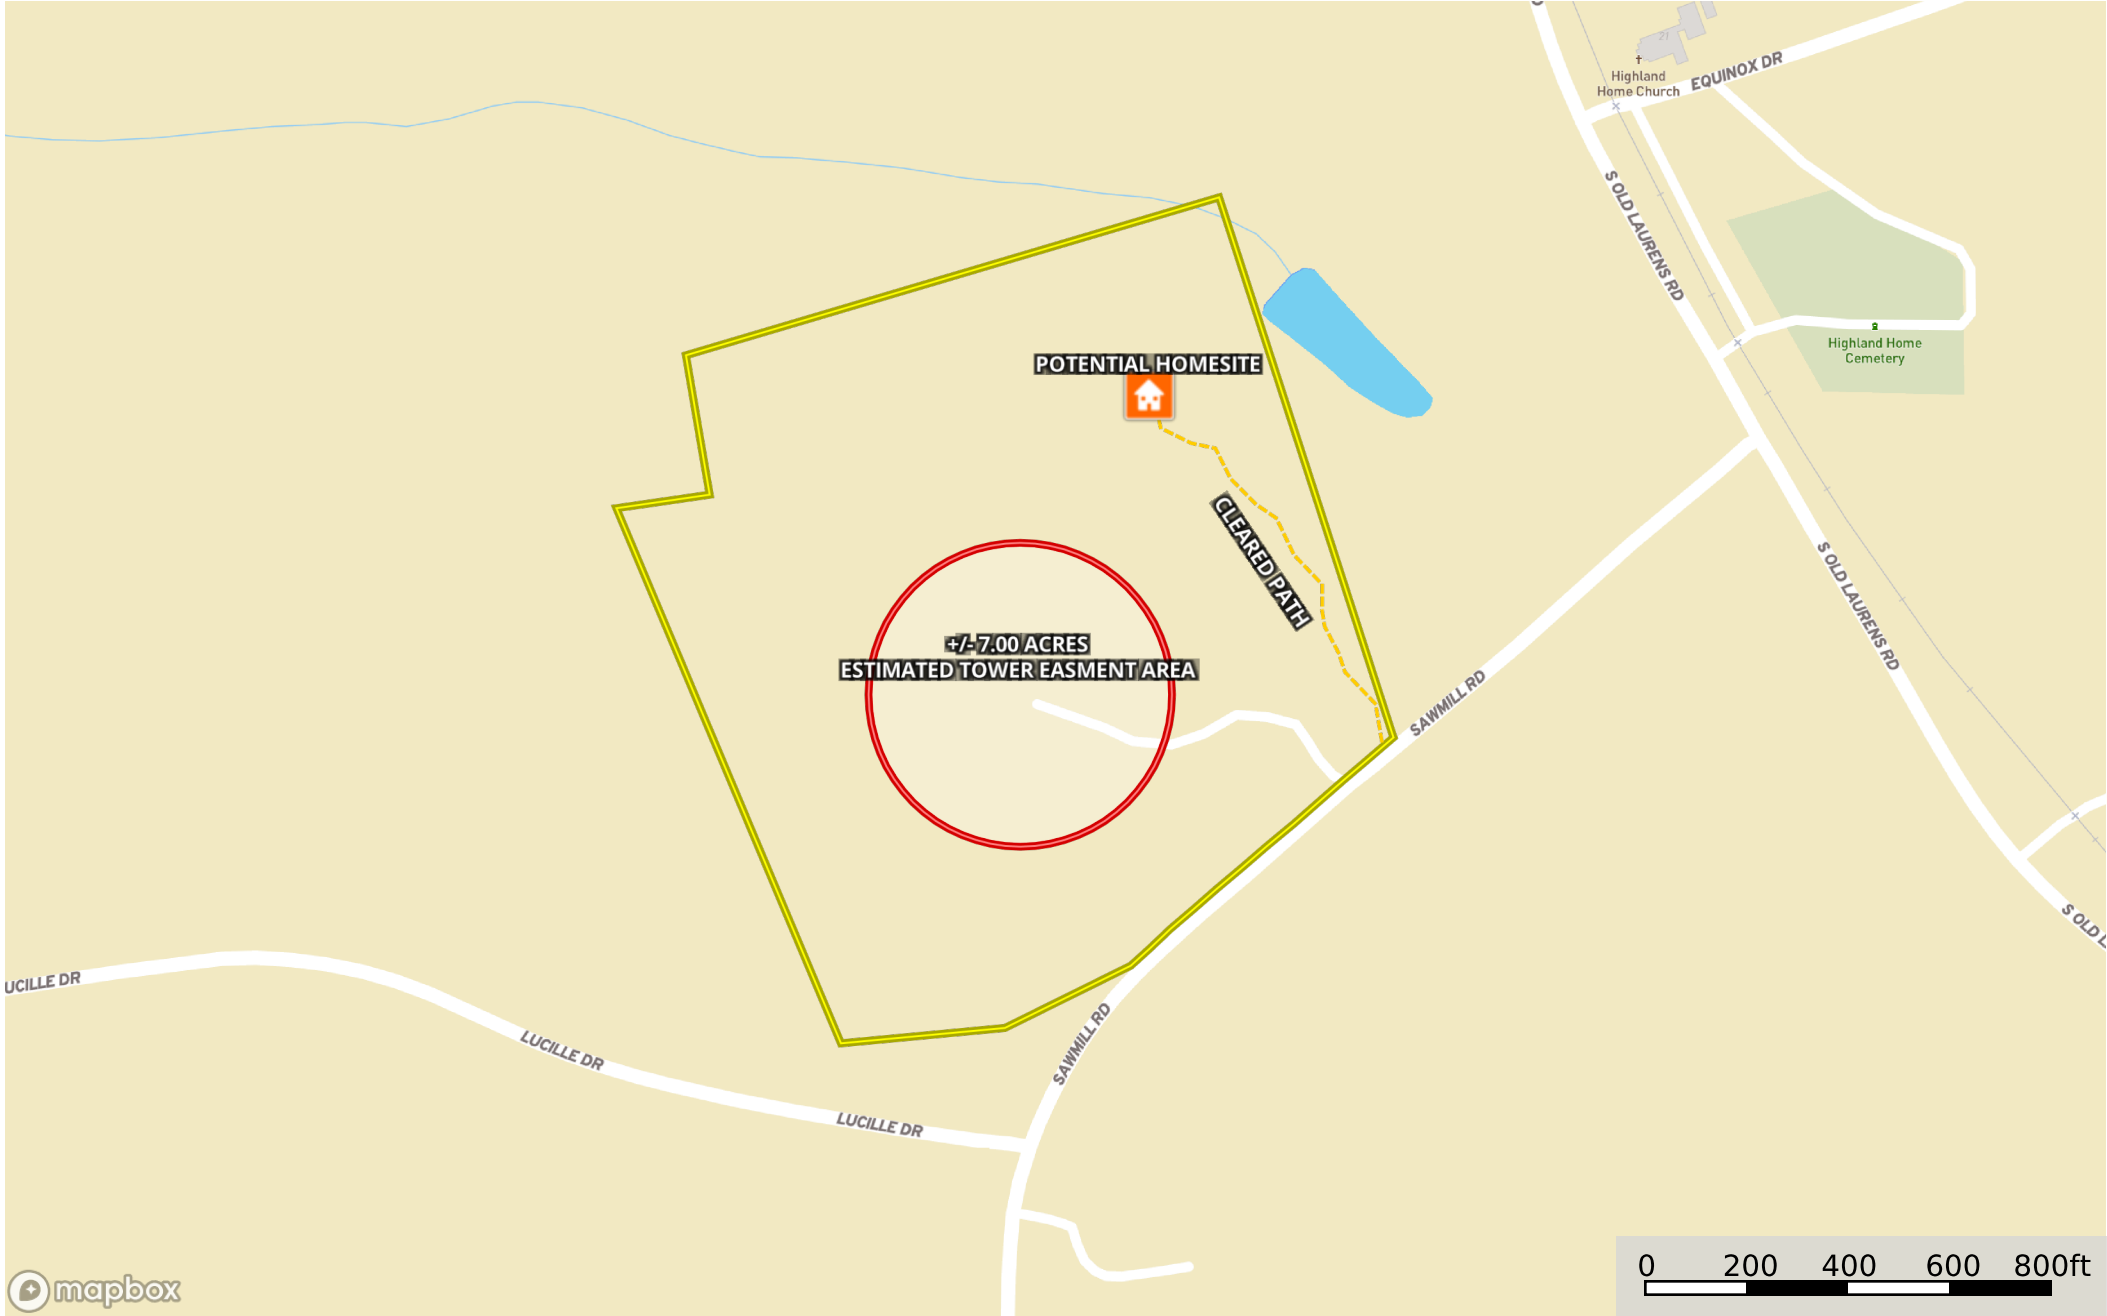 21
Highland
Home Church
EQUINOX DR
S OLD LAURENS RD
Highland Home
Cemetery
POTENTIAL HOMESITE
CLEARED PATH
S OLD LAURENS RD
+/- 7.00 ACRES
ESTIMATED TOWER EASMENT AREA
SAWMILL RD
S OLD L
UCILLE DR
LUCILLE DR
SAWMILL RD
LUCILLE DR
0 200 400 600 800ft
mapbox